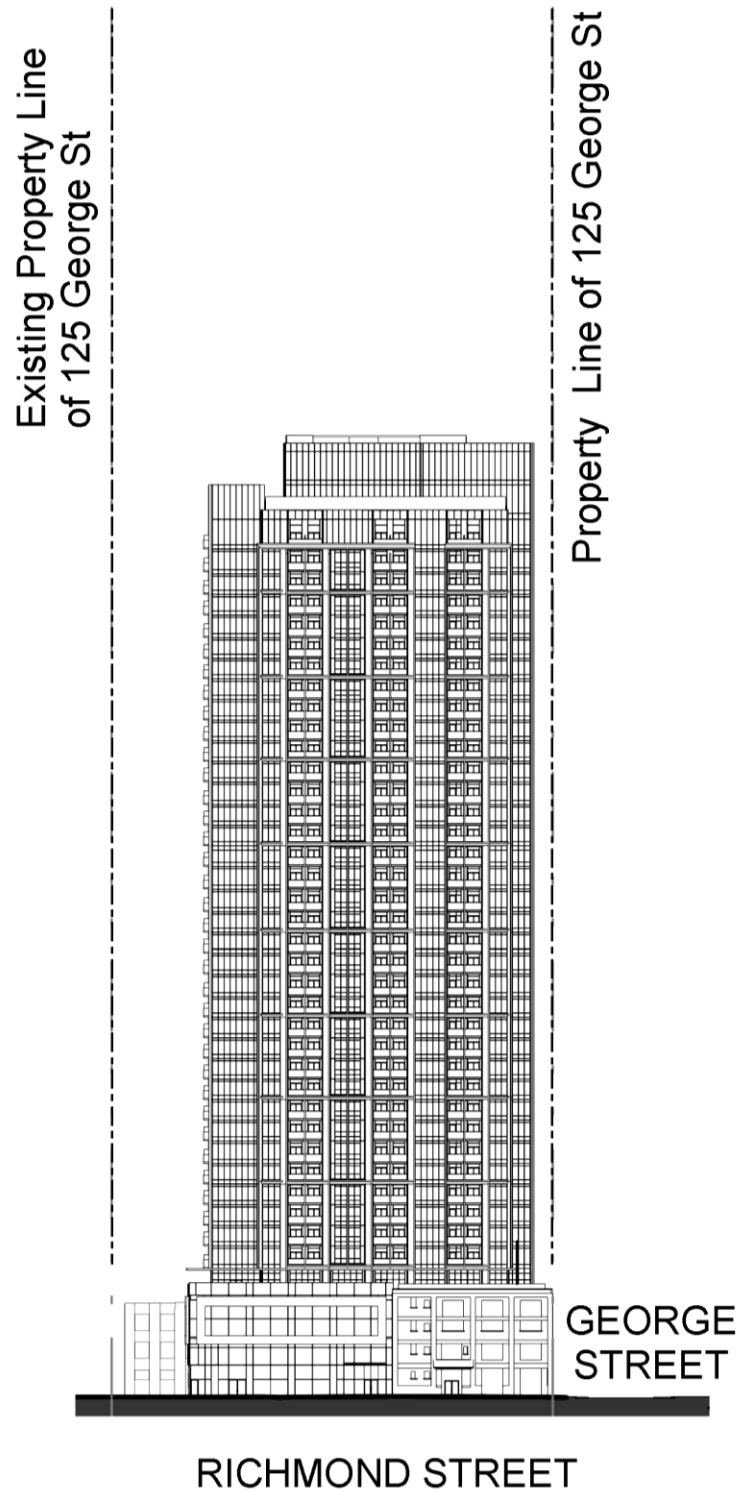 Existing Property Line
of 125 George St
Property Line of 125 George St
GEORGE
STREET
RICHMOND STREET